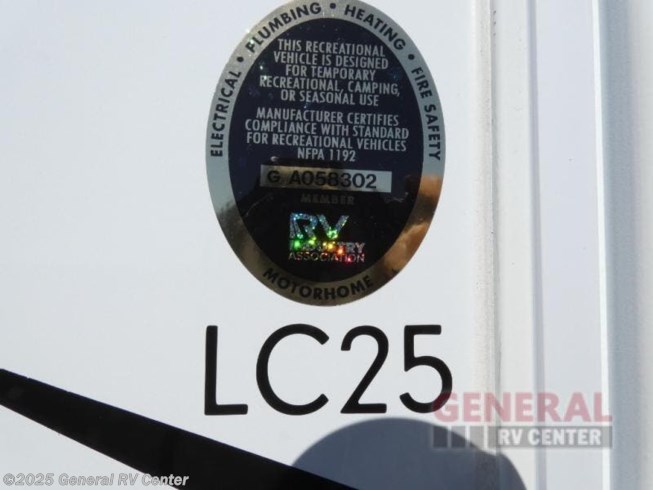 ELECTRICAL • PLUMBING • HEATING • FIRE SAFETY
THIS RECREATIONAL
VEHICLE IS DESIGNED
FOR TEMPORARY
RECREATIONAL, CAMPING,
OR SEASONAL USE
MANUFACTURER CERTIFIES
COMPLIANCE WITH STANDARD
FOR RECREATIONAL VEHICLES
NFPA 1192
G A058302
MEMBER
RV
INDUSTRY
ASSOCIATION
MOTORHOME
LC25
GENERAL
RV CENTER
©2025 General RV Center